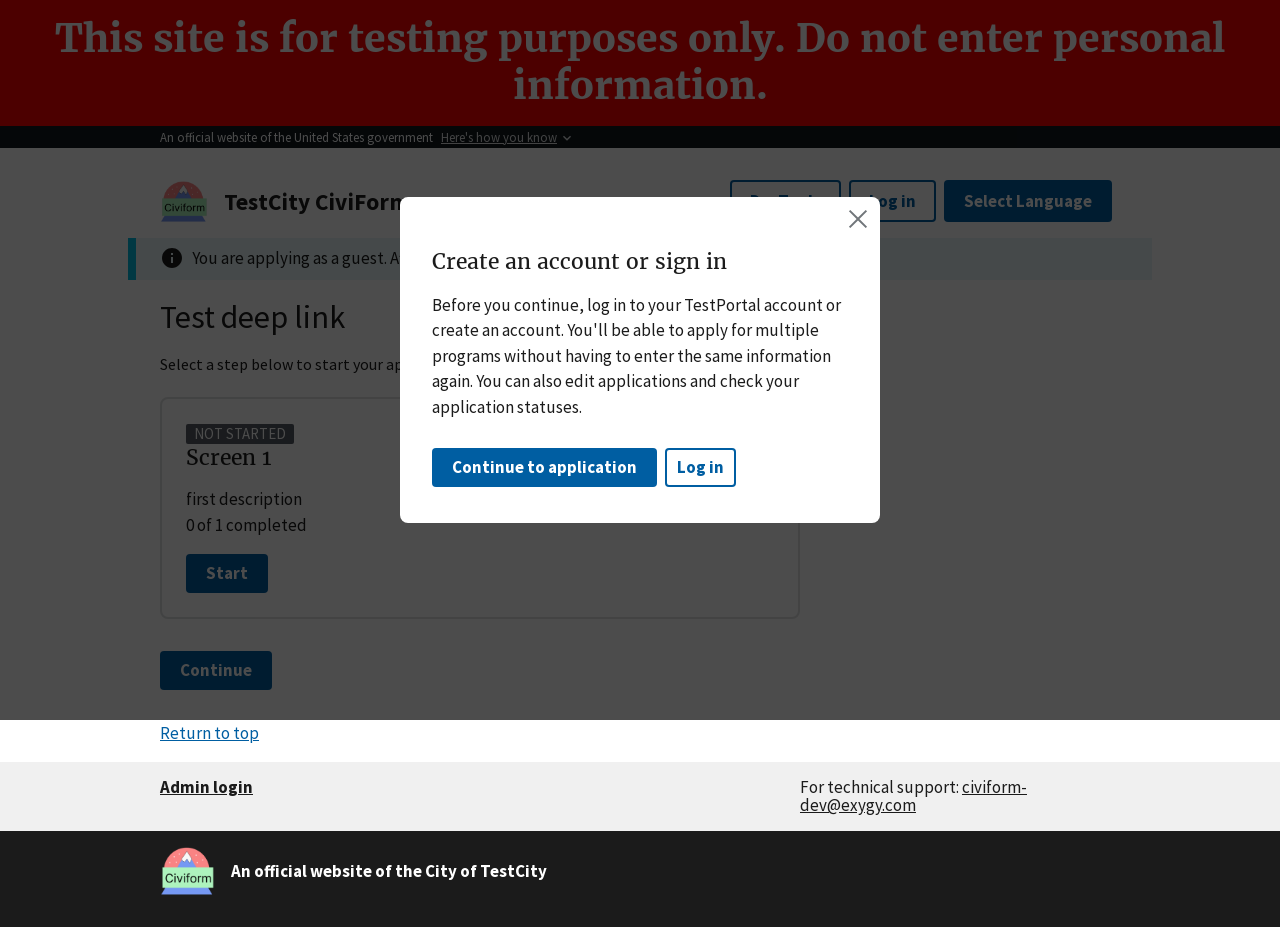 This site is for testing purposes only. Do not enter personal
information.
An official website of the United States government Here's how you know
Civiform
TestCity CiviForm
Log in
Select Language
You are applying as a guest.
Test deep link
Select a step below to start your
NOT STARTED
Screen 1
first description
0 of 1 completed
Start
Continue
Create an account or sign in
Before you continue, log in to your TestPortal account or
create an account. You'll be able to apply for multiple
programs without having to enter the same information
again. You can also edit applications and check your
application statuses.
Continue to application
Log in
Return to top
Admin login
For technical support: civiform-
dev@exygy.com
Civiform
An official website of the City of TestCity